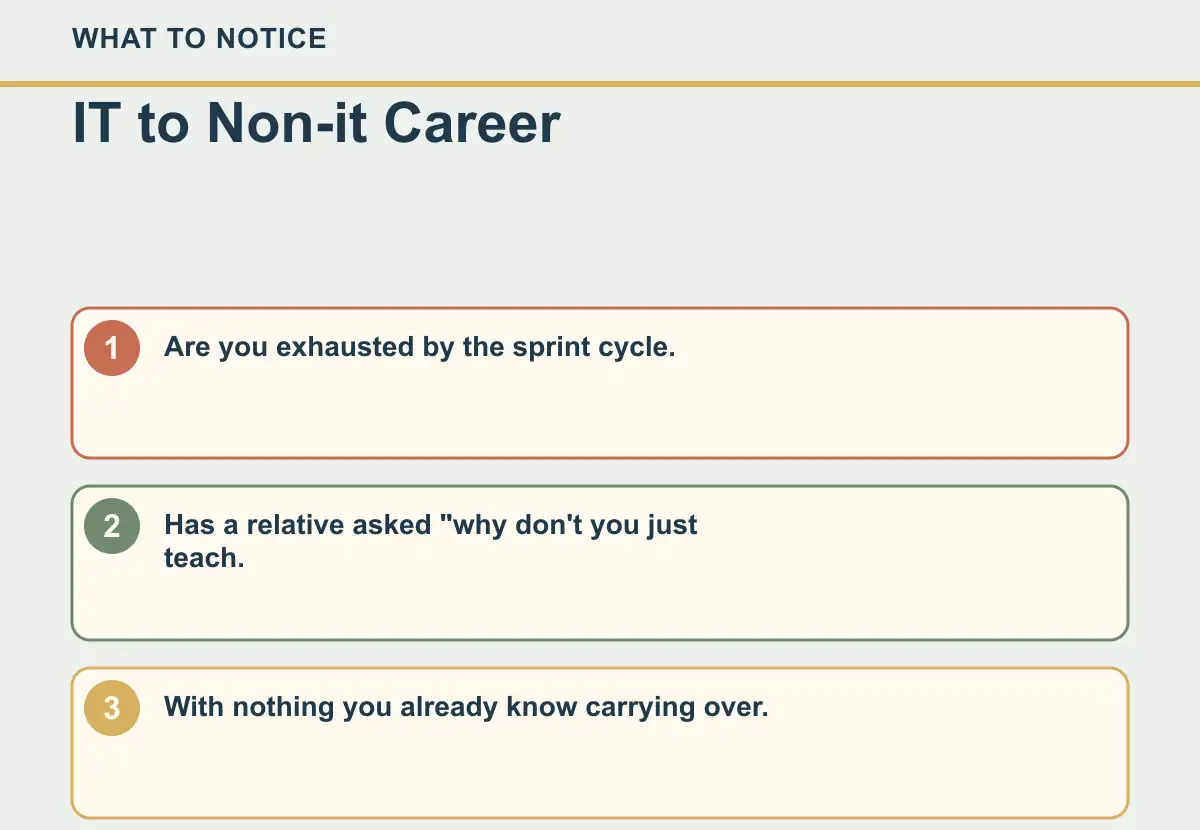 WHAT TO NOTICE
IT to Non-it Career
1
Are you exhausted by the sprint cycle.
2
Has a relative asked "why don't you just
teach.
3
With nothing you already know carrying over.